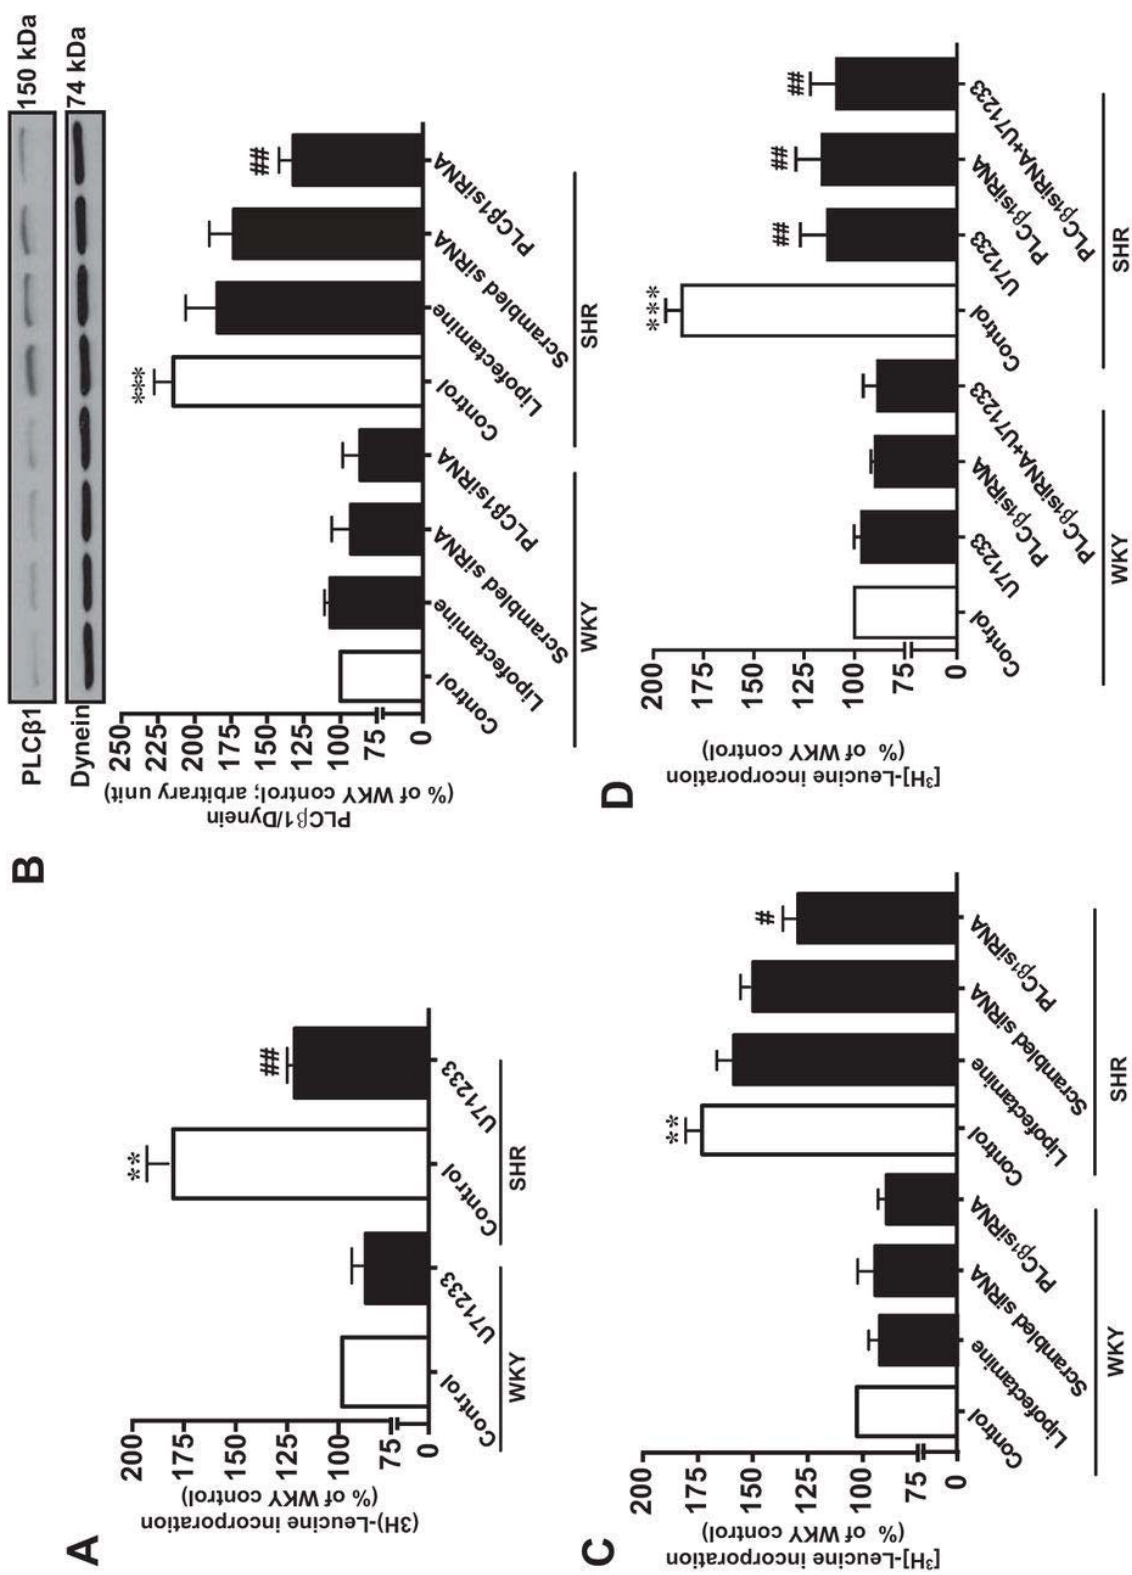 A
(3H)-Leucine incorporation
(% of WKY control)
200
175
150
125
100
75
0
**
##
Control
U71233
Control
U71233
WKY
SHR
B
PLCβ1
150 kDa
Dynein
74 kDa
PLCβ1/Dynein
(% of WKY control; arbitrary unit)
250
225
200
175
150
125
100
75
0
***
##
Control
Lipofectamine
Scrambled siRNA
PLCβ1siRNA
Control
Lipofectamine
Scrambled siRNA
PLCβ1siRNA
WKY
SHR
C
[³H]-Leucine incorporation
(% of WKY control)
200
175
150
125
100
75
0
**
#
Control
Lipofectamine
Scrambled siRNA
PLCβ¹siRNA
Control
Lipofectamine
Scrambled siRNA
PLCβ¹siRNA
WKY
SHR
D
[³H]-Leucine incorporation
(% of WKY control)
200
175
150
125
100
75
0
***
##
##
##
Control
U71233
PLCβ1siRNA
PLCβ1siRNA+U71233
Control
U71233
PLCβ1siRNA
PLCβ1siRNA+U71233
WKY
SHR